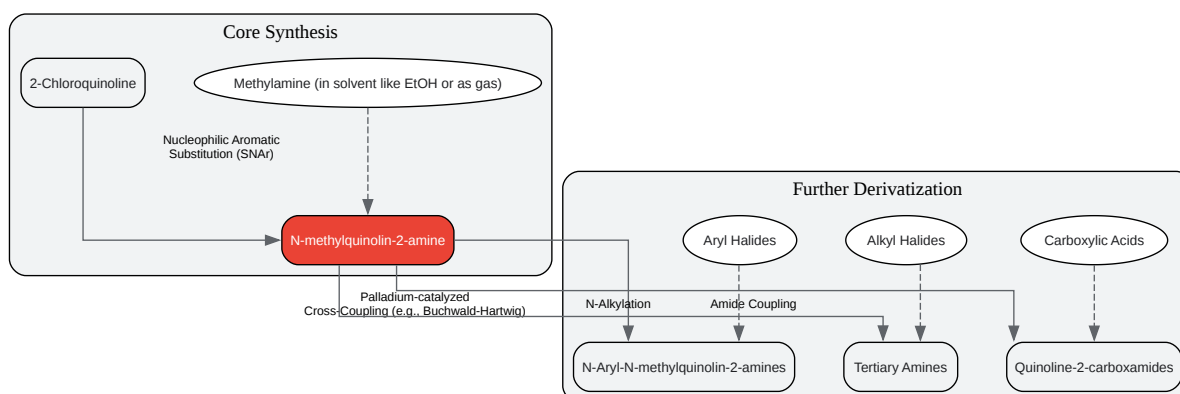 Core Synthesis
2-Chloroquinoline
Methylamine (in solvent like EtOH or as gas)
Nucleophilic Aromatic
Substitution (SNAr)
N-methylquinolin-2-amine
Further Derivatization
Aryl Halides
Alkyl Halides
Carboxylic Acids
Palladium-catalyzed
Cross-Coupling (e.g., Buchwald-Hartwig)
N-Alkylation
Amide Coupling
N-Aryl-N-methylquinolin-2-amines
Tertiary Amines
Quinoline-2-carboxamides